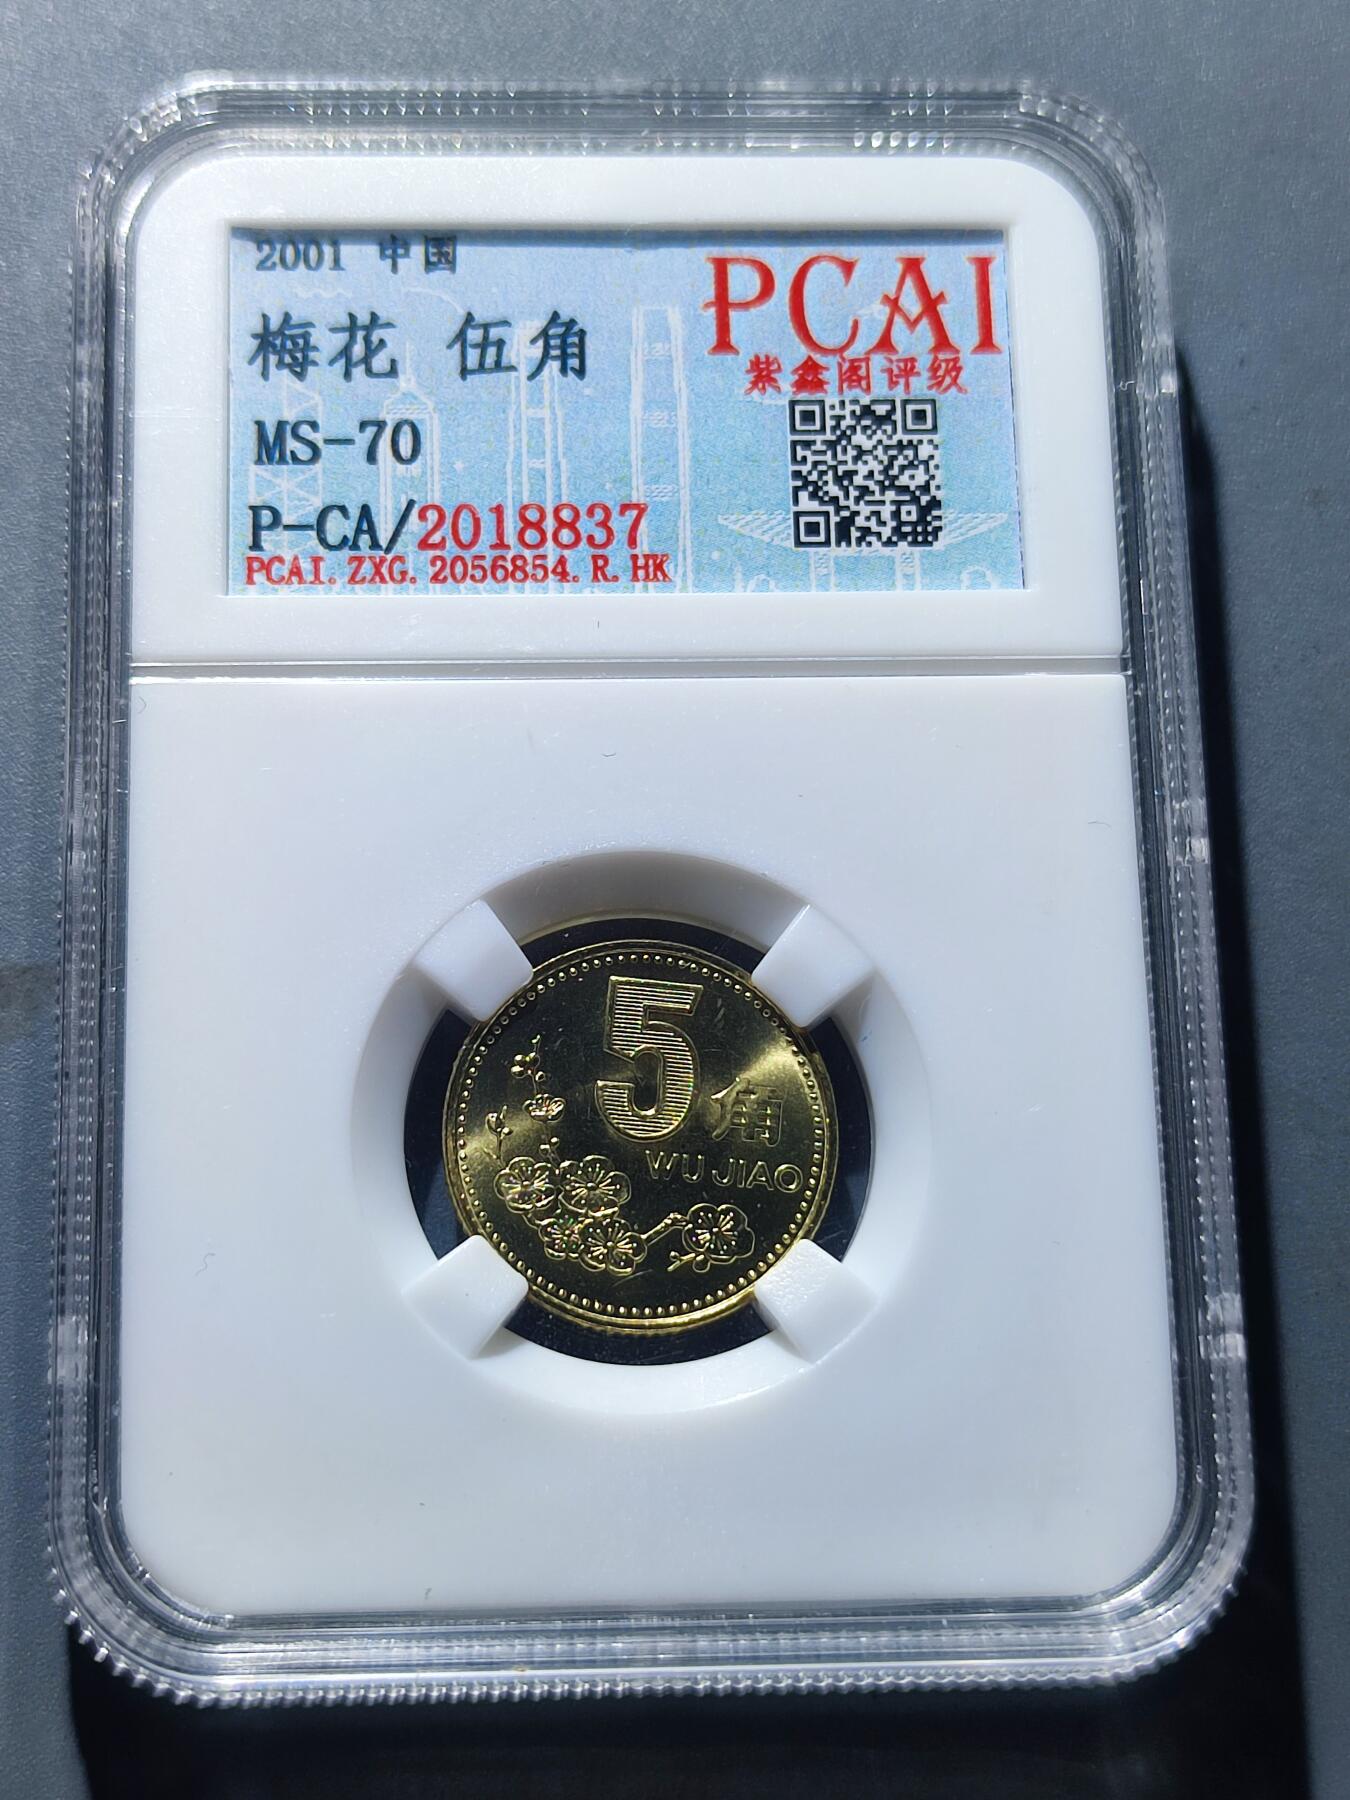 2001 中国
梅花 伍角
MS-70
P-CA/2018837
PCAI.ZXG.2056854.R.HK
PCAI
紫鑫阁评级
5
角
WU JIAO